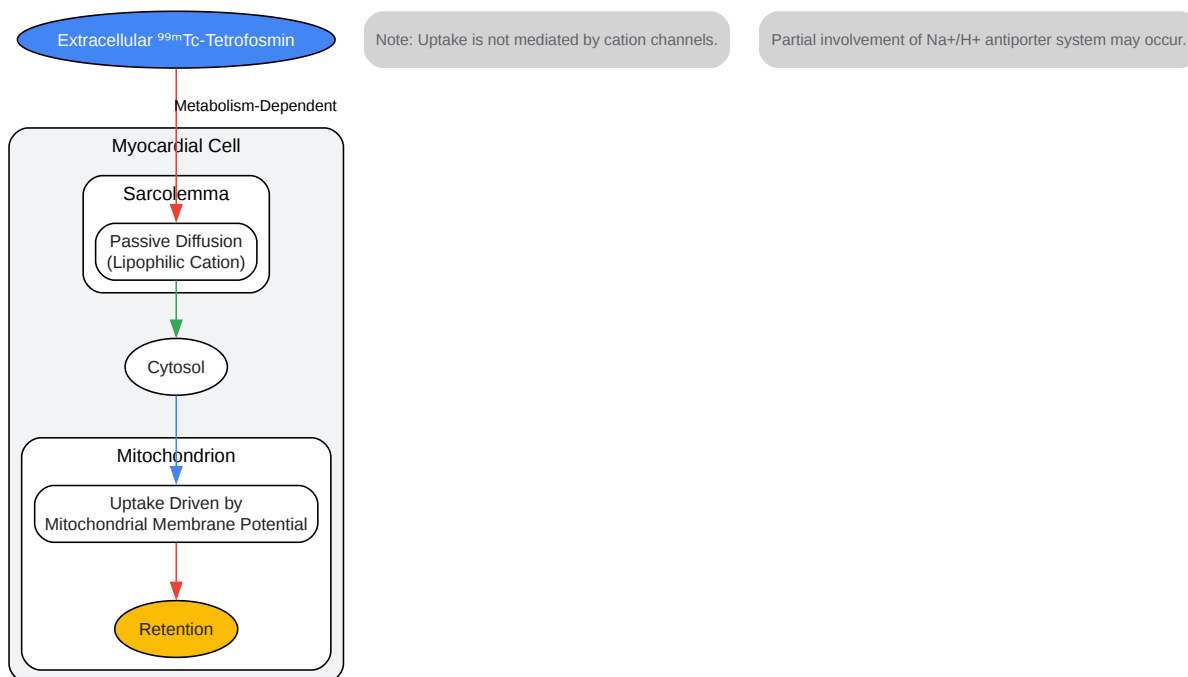 Extracellular ⁹⁹ᵐTc-Tetrofosmin
Note: Uptake is not mediated by cation channels.
Partial involvement of Na+/H+ antiporter system may occur.
Metabolism-Dependent
Myocardial Cell
Sarcolemma
Passive Diffusion
(Lipophilic Cation)
Cytosol
Mitochondrion
Uptake Driven by
Mitochondrial Membrane Potential
Retention